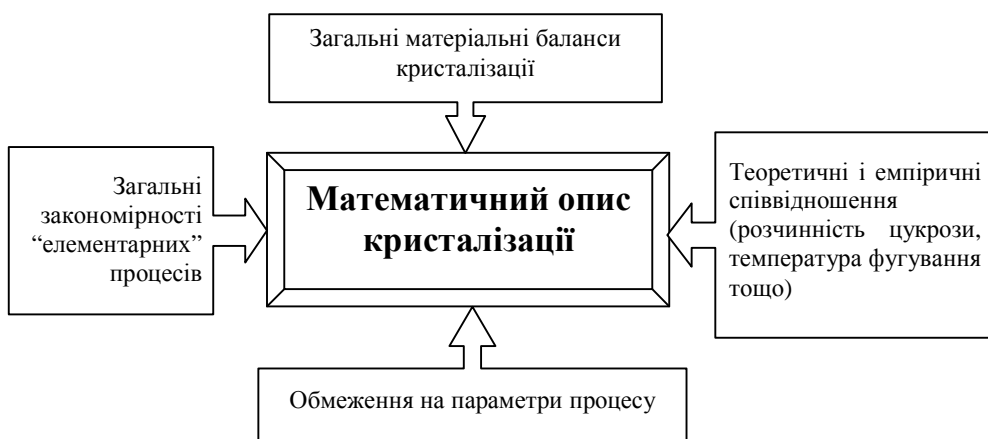 Загальні матеріальні баланси
кристалізації
Загальні
закономірності
“елементарних”
процесів
Математичний опис
кристалізації
Теоретичні і емпіричні
співвідношення
(розчинність цукрози,
температура фугування
тощо)
Обмеження на параметри процесу